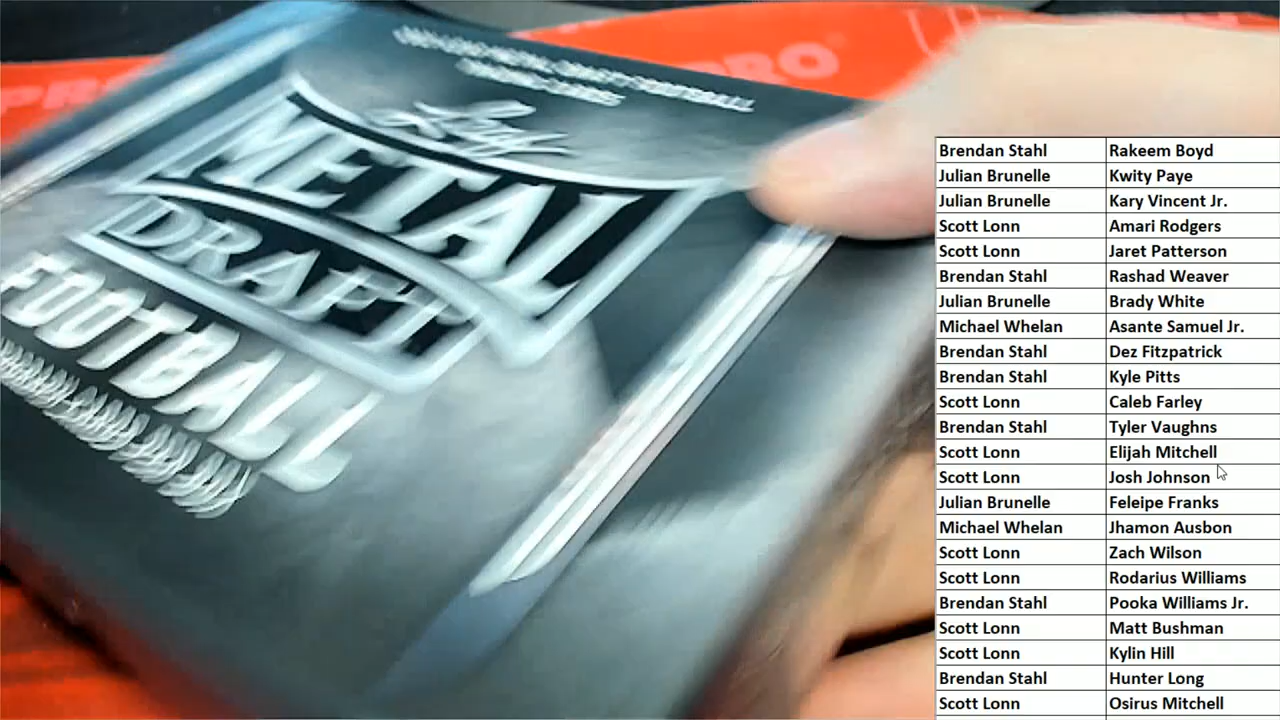 PRO
Leaf
METAL
DRAFT
FOOTBALL
Brendan Stahl Rakeem Boyd
Julian Brunelle Kwity Paye
Julian Brunelle Kary Vincent Jr.
Scott Lonn Amari Rodgers
Scott Lonn Jaret Patterson
Brendan Stahl Rashad Weaver
Julian Brunelle Brady White
Michael Whelan Asante Samuel Jr.
Brendan Stahl Dez Fitzpatrick
Brendan Stahl Kyle Pitts
Scott Lonn Caleb Farley
Brendan Stahl Tyler Vaughns
Scott Lonn Elijah Mitchell
Scott Lonn Josh Johnson
Julian Brunelle Feleipe Franks
Michael Whelan Jhamon Ausbon
Scott Lonn Zach Wilson
Scott Lonn Rodarius Williams
Brendan Stahl Pooka Williams Jr.
Scott Lonn Matt Bushman
Scott Lonn Kylin Hill
Brendan Stahl Hunter Long
Scott Lonn Osirus Mitchell